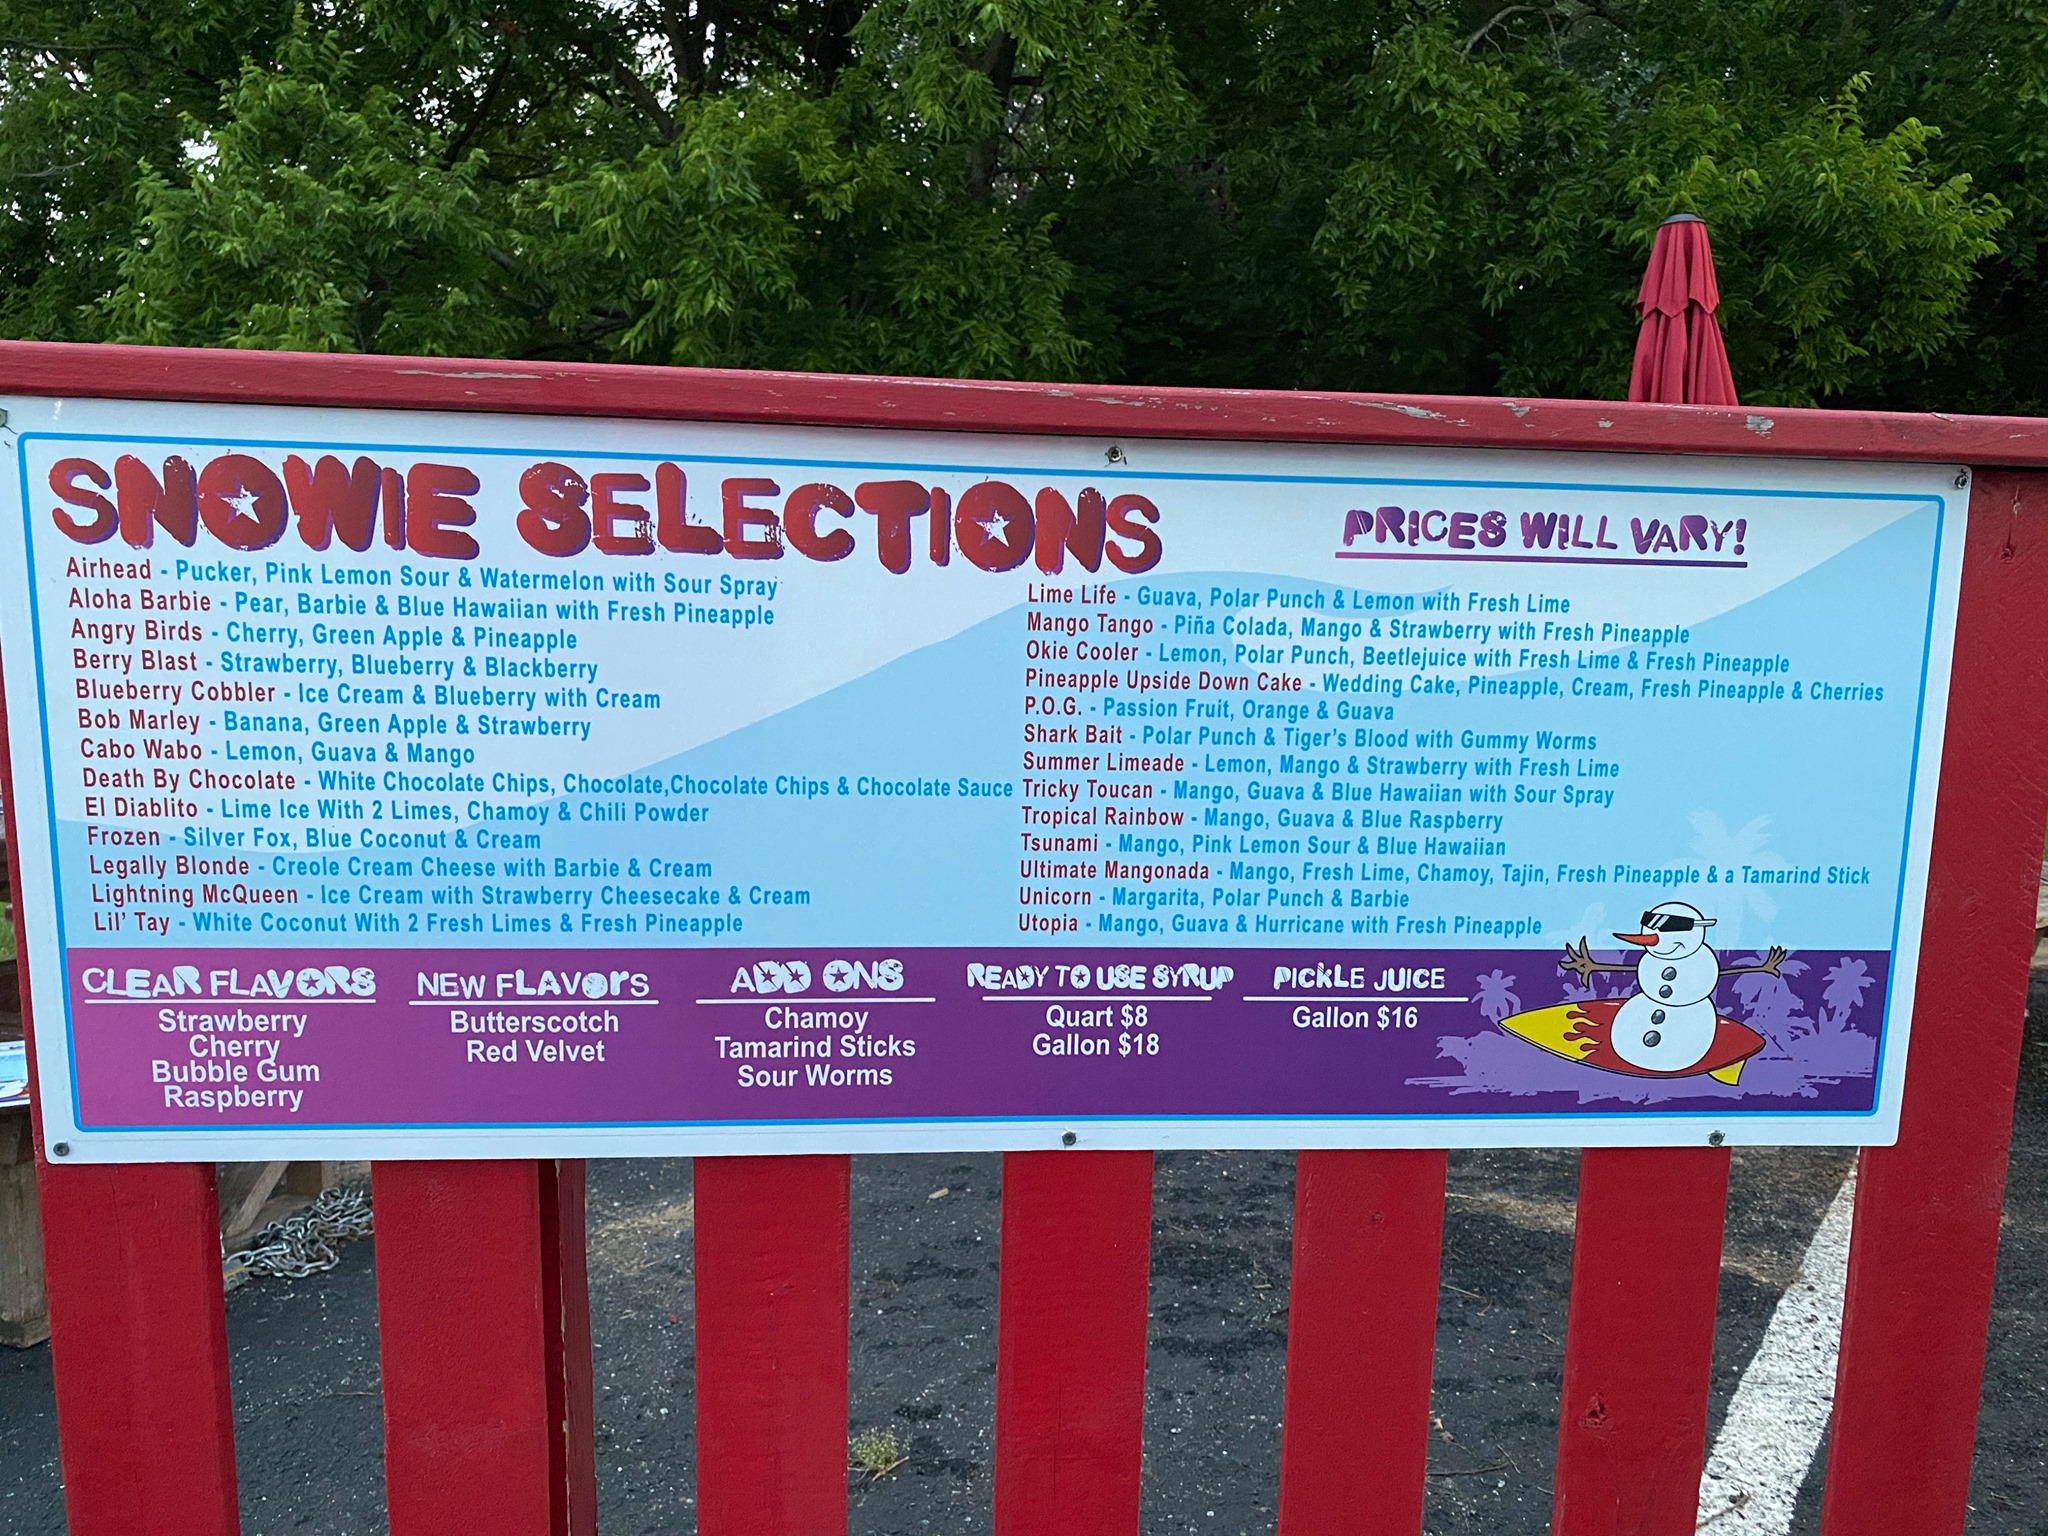 SNOWIE SELECTIONS
PRICES WILL VARY!
Airhead - Pucker, Pink Lemon Sour & Watermelon with Sour Spray
Aloha Barbie - Pear, Barbie & Blue Hawaiian with Fresh Pineapple
Angry Birds - Cherry, Green Apple & Pineapple
Berry Blast - Strawberry, Blueberry & Blackberry
Blueberry Cobbler - Ice Cream & Blueberry with Cream
Bob Marley - Banana, Green Apple & Strawberry
Cabo Wabo - Lemon, Guava & Mango
Death By Chocolate - White Chocolate Chips, Chocolate,Chocolate Chips & Chocolate Sauce
El Diablito - Lime Ice With 2 Limes, Chamoy & Chili Powder
Frozen - Silver Fox, Blue Coconut & Cream
Legally Blonde - Creole Cream Cheese with Barbie & Cream
Lightning McQueen - Ice Cream with Strawberry Cheesecake & Cream
Lil' Tay - White Coconut With 2 Fresh Limes & Fresh Pineapple
Lime Life - Guava, Polar Punch & Lemon with Fresh Lime
Mango Tango - Piña Colada, Mango & Strawberry with Fresh Pineapple
Okie Cooler - Lemon, Polar Punch, Beetlejuice with Fresh Lime & Fresh Pineapple
Pineapple Upside Down Cake - Wedding Cake, Pineapple, Cream, Fresh Pineapple & Cherries
P.O.G. - Passion Fruit, Orange & Guava
Shark Bait - Polar Punch & Tiger's Blood with Gummy Worms
Summer Limeade - Lemon, Mango & Strawberry with Fresh Lime
Tricky Toucan - Mango, Guava & Blue Hawaiian with Sour Spray
Tropical Rainbow - Mango, Guava & Blue Raspberry
Tsunami - Mango, Pink Lemon Sour & Blue Hawaiian
Ultimate Mangonada - Mango, Fresh Lime, Chamoy, Tajin, Fresh Pineapple & a Tamarind Stick
Unicorn - Margarita, Polar Punch & Barbie
Utopia - Mango, Guava & Hurricane with Fresh Pineapple
CLEAR FLAVORS
Strawberry
Cherry
Bubble Gum
Raspberry
NEW FLAVORS
Butterscotch
Red Velvet
ADD ONS
Chamoy
Tamarind Sticks
Sour Worms
READY TO USE SYRUP
Quart $8
Gallon $18
PICKLE JUICE
Gallon $16